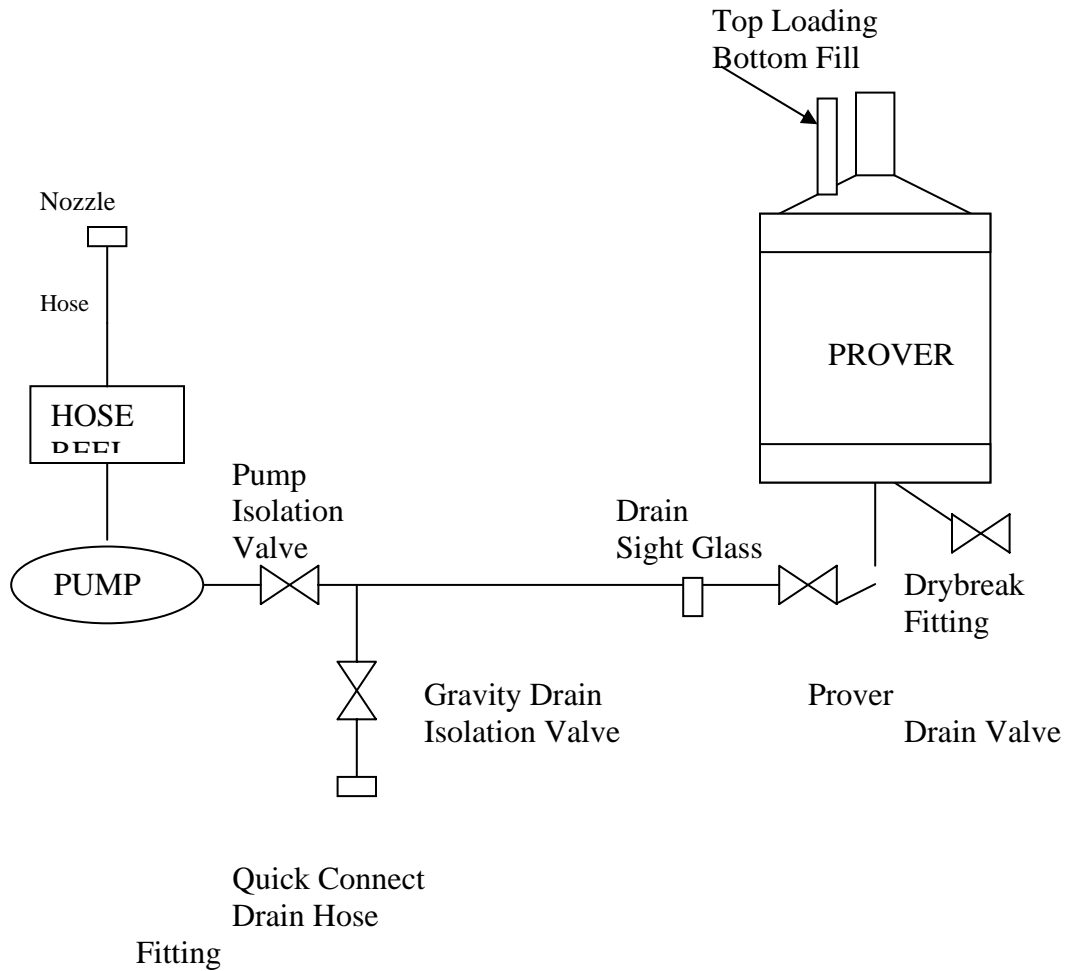 Top Loading
Bottom Fill
Nozzle
Hose
PROVER
HOSE
Pump
Isolation
Valve
Drain
Sight Glass
PUMP
Drybreak
Fitting
Gravity Drain
Isolation Valve
Prover
Drain Valve
Quick Connect
Drain Hose
Fitting